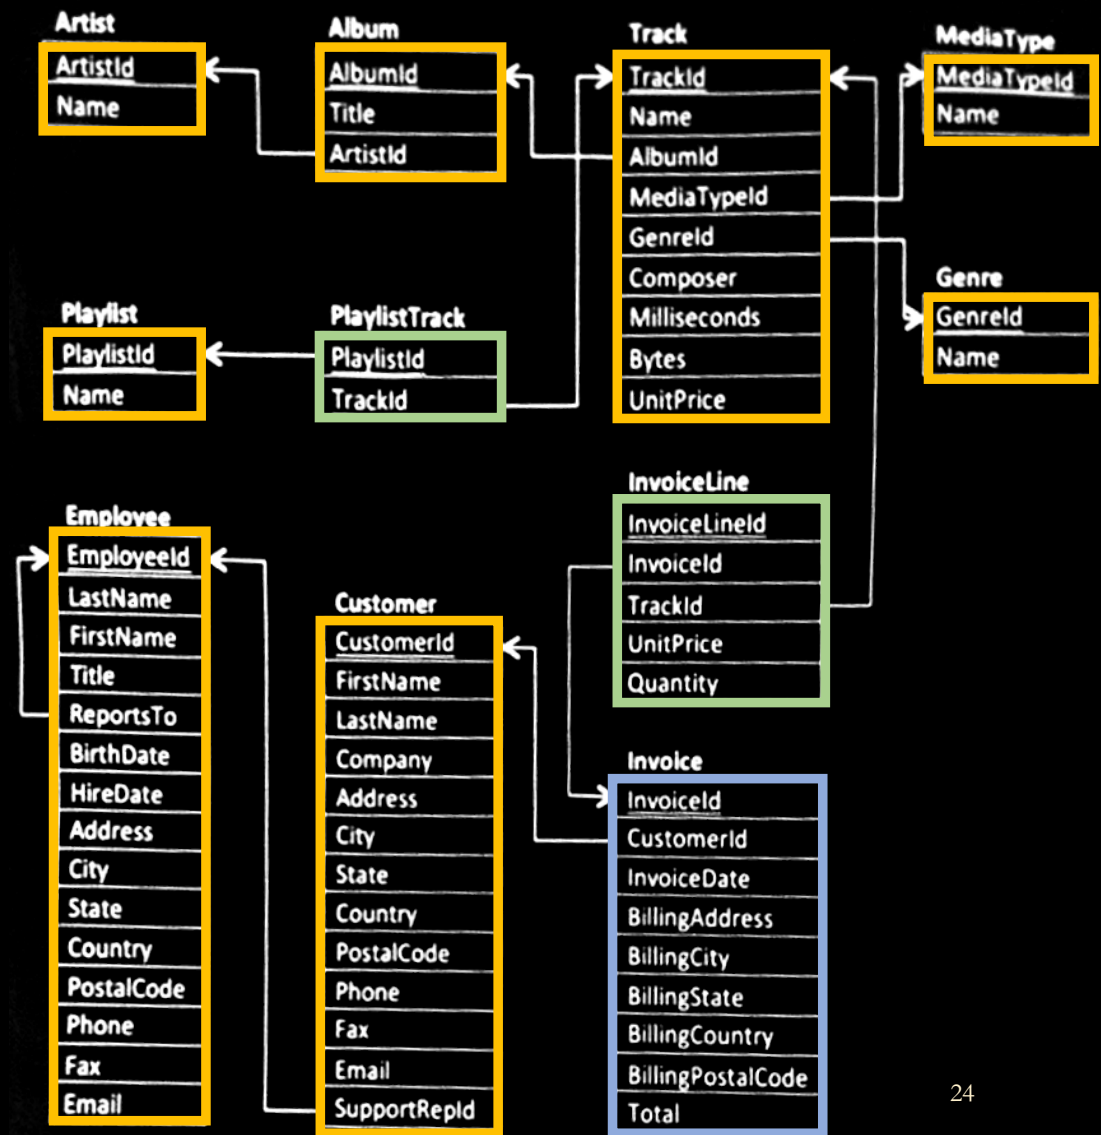 Artist
ArtistId
Name
Album
AlbumId
Title
ArtistId
Track
TrackId
Name
AlbumId
MediaTypeId
GenreId
Composer
Milliseconds
Bytes
UnitPrice
MediaType
MediaTypeId
Name
Genre
GenreId
Name
Playlist
PlaylistId
Name
PlaylistTrack
PlaylistId
TrackId
InvoiceLine
InvoiceLineId
InvoiceId
TrackId
UnitPrice
Quantity
Employee
EmployeeId
LastName
FirstName
Title
ReportsTo
BirthDate
HireDate
Address
City
State
Country
PostalCode
Phone
Fax
Email
Customer
CustomerId
FirstName
LastName
Company
Address
City
State
Country
PostalCode
Phone
Fax
Email
SupportRepId
Invoice
InvoiceId
CustomerId
InvoiceDate
BillingAddress
BillingCity
BillingState
BillingCountry
BillingPostalCode
Total
24